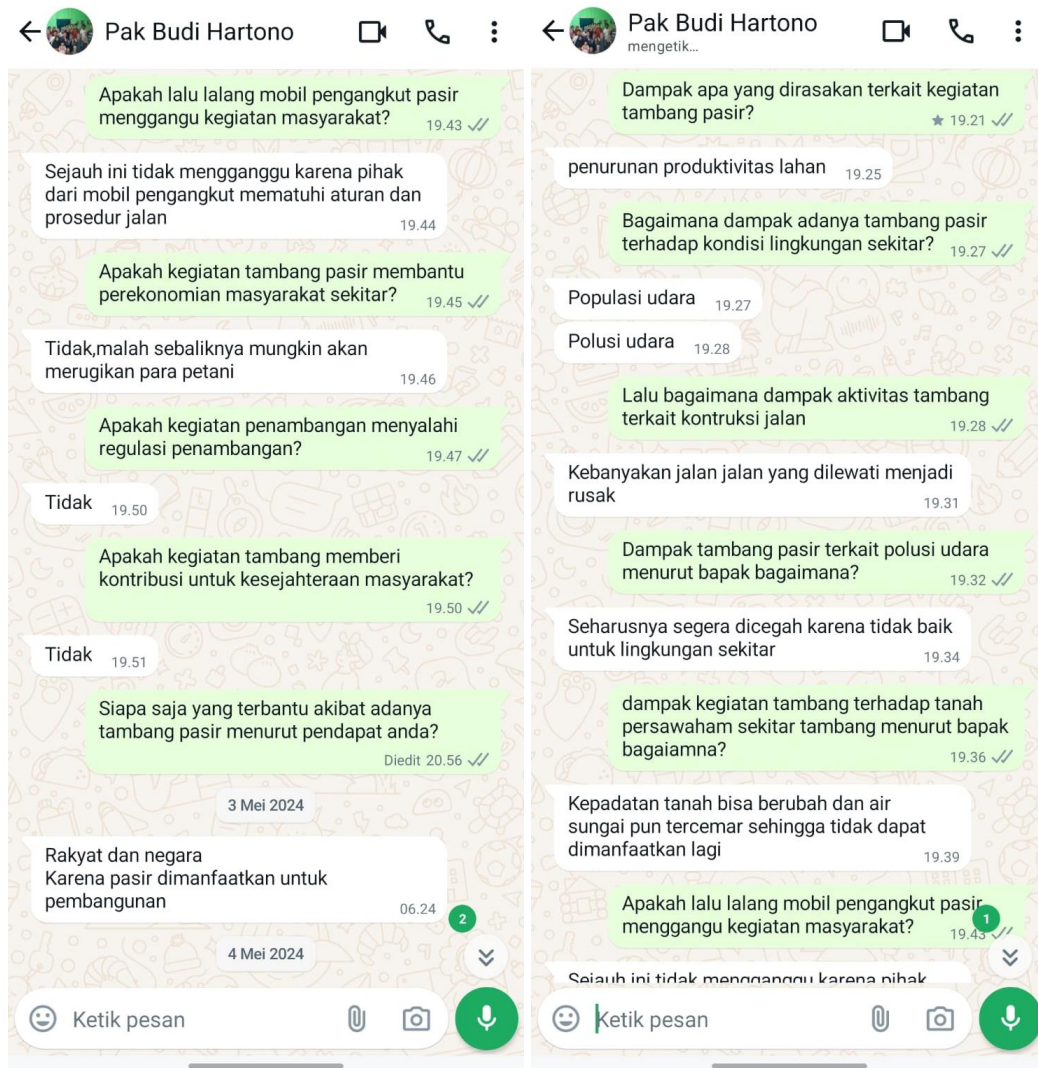 Pak Budi Hartono
Apakah lalu lalang mobil pengangkut pasir
menggangu kegiatan masyarakat?
19.43
Sejauh ini tidak mengganggu karena pihak
dari mobil pengangkut mematuhi aturan dan
prosedur jalan
19.44
Apakah kegiatan tambang pasir membantu
perekonomian masyarakat sekitar?
19.45
Tidak,malah sebaliknya mungkin akan
merugikan para petani
19.46
Apakah kegiatan penambangan menyalahi
regulasi penambangan?
19.47
Tidak
19.50
Apakah kegiatan tambang memberi
kontribusi untuk kesejahteraan masyarakat?
19.50
Tidak
19.51
Siapa saja yang terbantu akibat adanya
tambang pasir menurut pendapat anda?
Diedit 20.56
3 Mei 2024
Rakyat dan negara
Karena pasir dimanfaatkan untuk
pembangunan
06.24
2
4 Mei 2024
Ketik pesan
Pak Budi Hartono
mengetik...
Dampak apa yang dirasakan terkait kegiatan
tambang pasir?
19.21
penurunan produktivitas lahan
19.25
Bagaimana dampak adanya tambang pasir
terhadap kondisi lingkungan sekitar?
19.27
Populasi udara
19.27
Polusi udara
19.28
Lalu bagaimana dampak aktivitas tambang
terkait kontruksi jalan
19.28
Kebanyakan jalan jalan yang dilewati menjadi
rusak
19.31
Dampak tambang pasir terkait polusi udara
menurut bapak bagaimana?
19.32
Seharusnya segera dicegah karena tidak baik
untuk lingkungan sekitar
19.34
dampak kegiatan tambang terhadap tanah
persawaham sekitar tambang menurut bapak
bagaiamna?
19.36
Kepadatan tanah bisa berubah dan air
sungai pun tercemar sehingga tidak dapat
dimanfaatkan lagi
19.39
Apakah lalu lalang mobil pengangkut pasir
menggangu kegiatan masyarakat?
19.43
1
Sejauh ini tidak mengganggu karena pihak
Ketik pesan